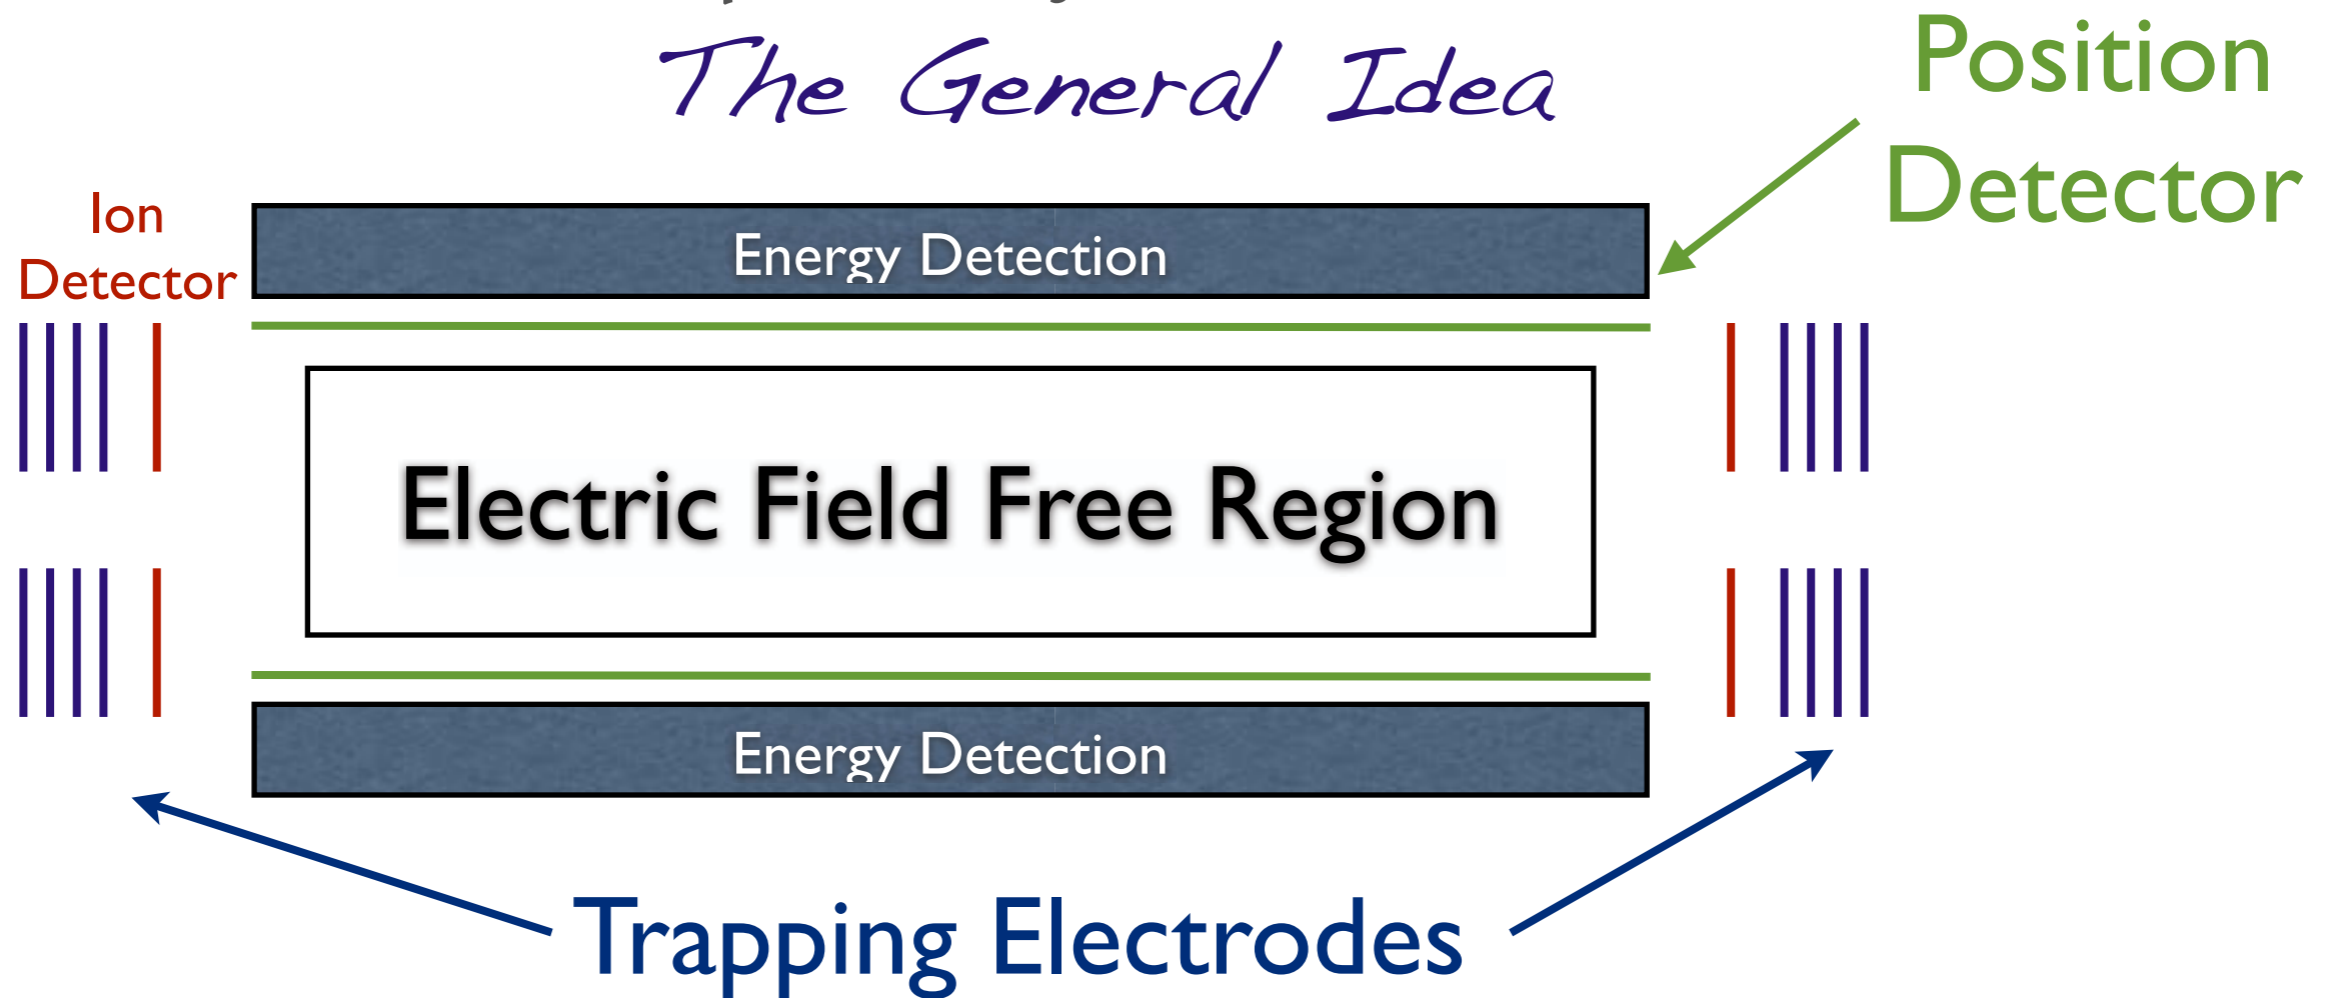 The General Idea
Position
Detector
Ion
Detector
Energy Detection
Electric Field Free Region
Energy Detection
Trapping Electrodes